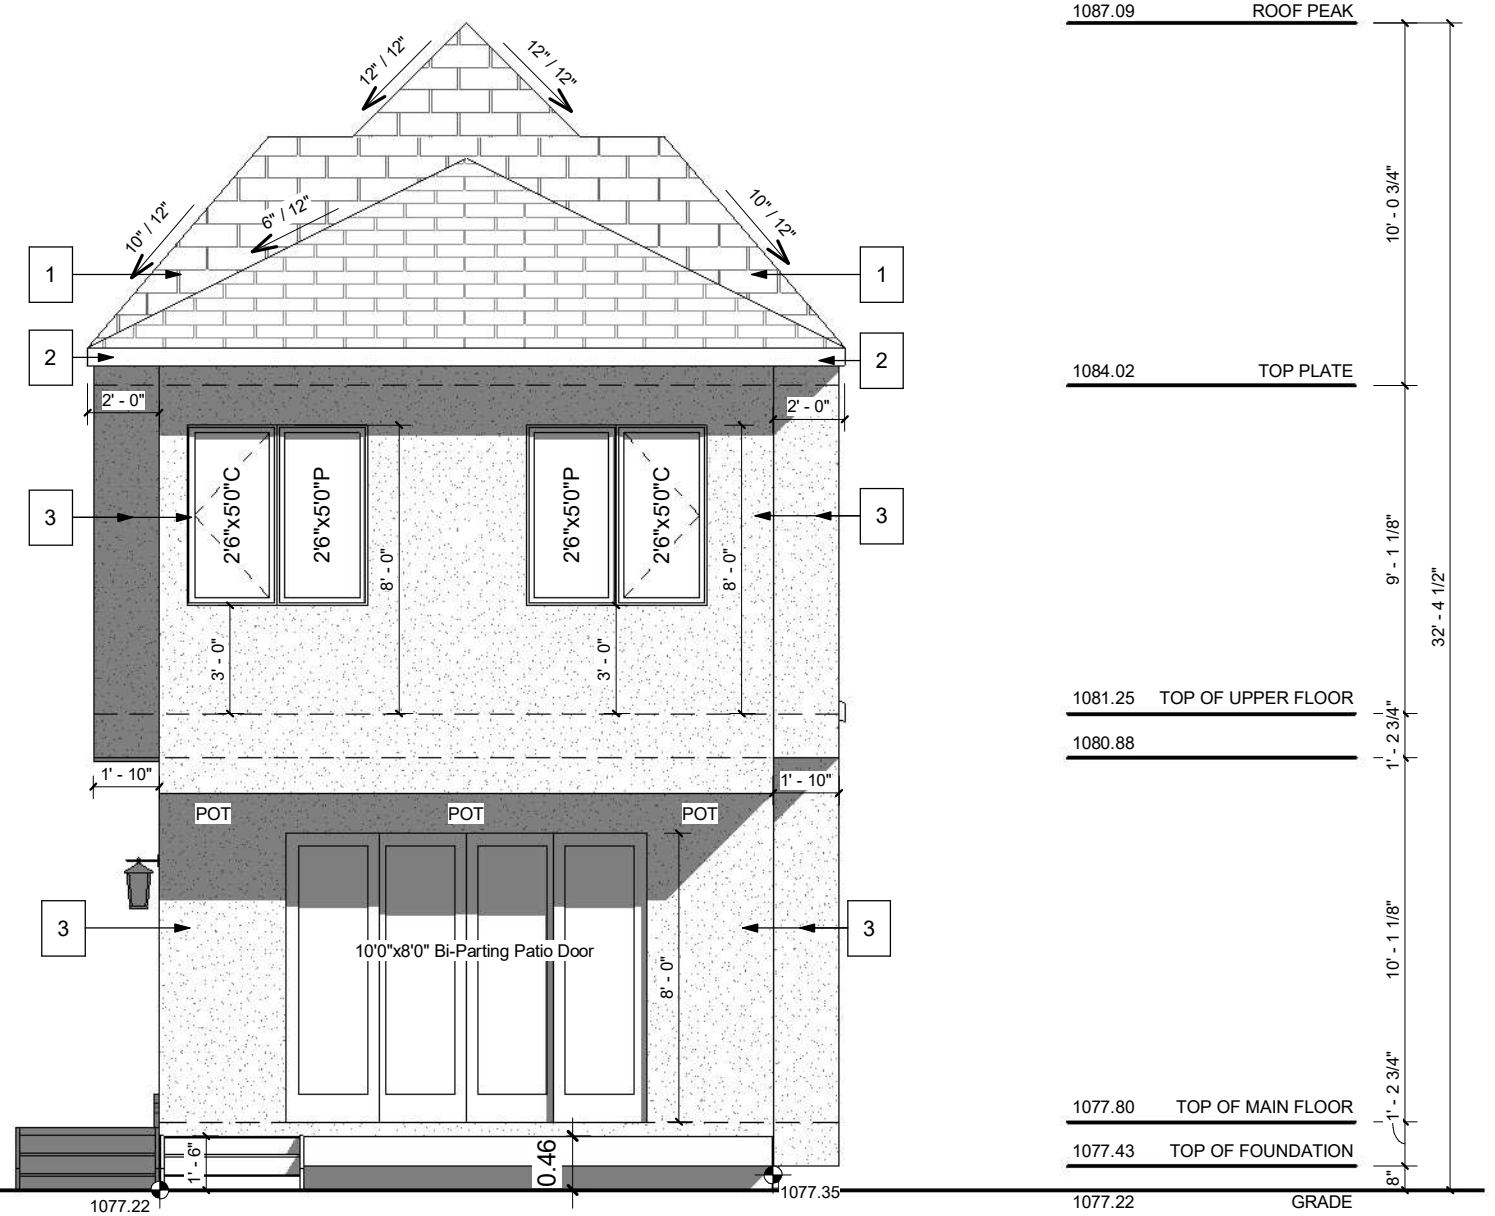 1087.09 ROOF PEAK
12" / 12"
12" / 12"
10" / 12"
6" / 12"
10" / 12"
10' - 0 3/4"
1
1
2
2
1084.02 TOP PLATE
2' - 0"
2' - 0"
3
2'6"x5'0"C
2'6"x5'0"P
8' - 0"
2'6"x5'0"P
2'6"x5'0"C
8' - 0"
3
9' - 1 1/8"
32' - 4 1/2"
3' - 0"
3' - 0"
1081.25 TOP OF UPPER FLOOR
1' - 2 3/4"
1080.88
1' - 10"
1' - 10"
POT
POT
POT
3
10'0"x8'0" Bi-Parting Patio Door
8' - 0"
3
10' - 1 1/8"
1077.80 TOP OF MAIN FLOOR
1' - 2 3/4"
1077.43 TOP OF FOUNDATION
1' - 6"
0.46
8"
1077.22
1077.35
1077.22 GRADE